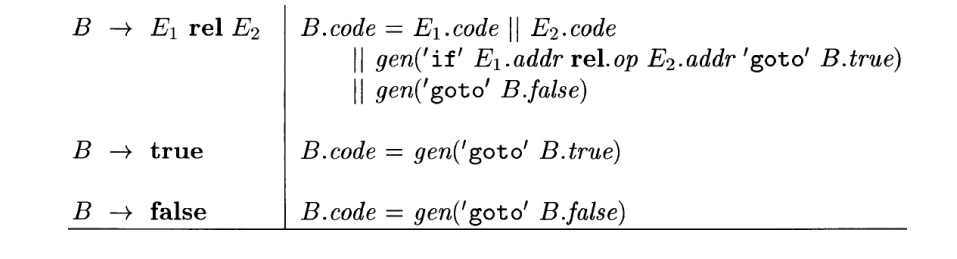 B → E₁ rel E₂ B.code = E₁.code || E₂.code
|| gen('if' E₁.addr rel.op E₂.addr 'goto' B.true)
|| gen('goto' B.false)
B → true B.code = gen('goto' B.true)
B → false B.code = gen('goto' B.false)